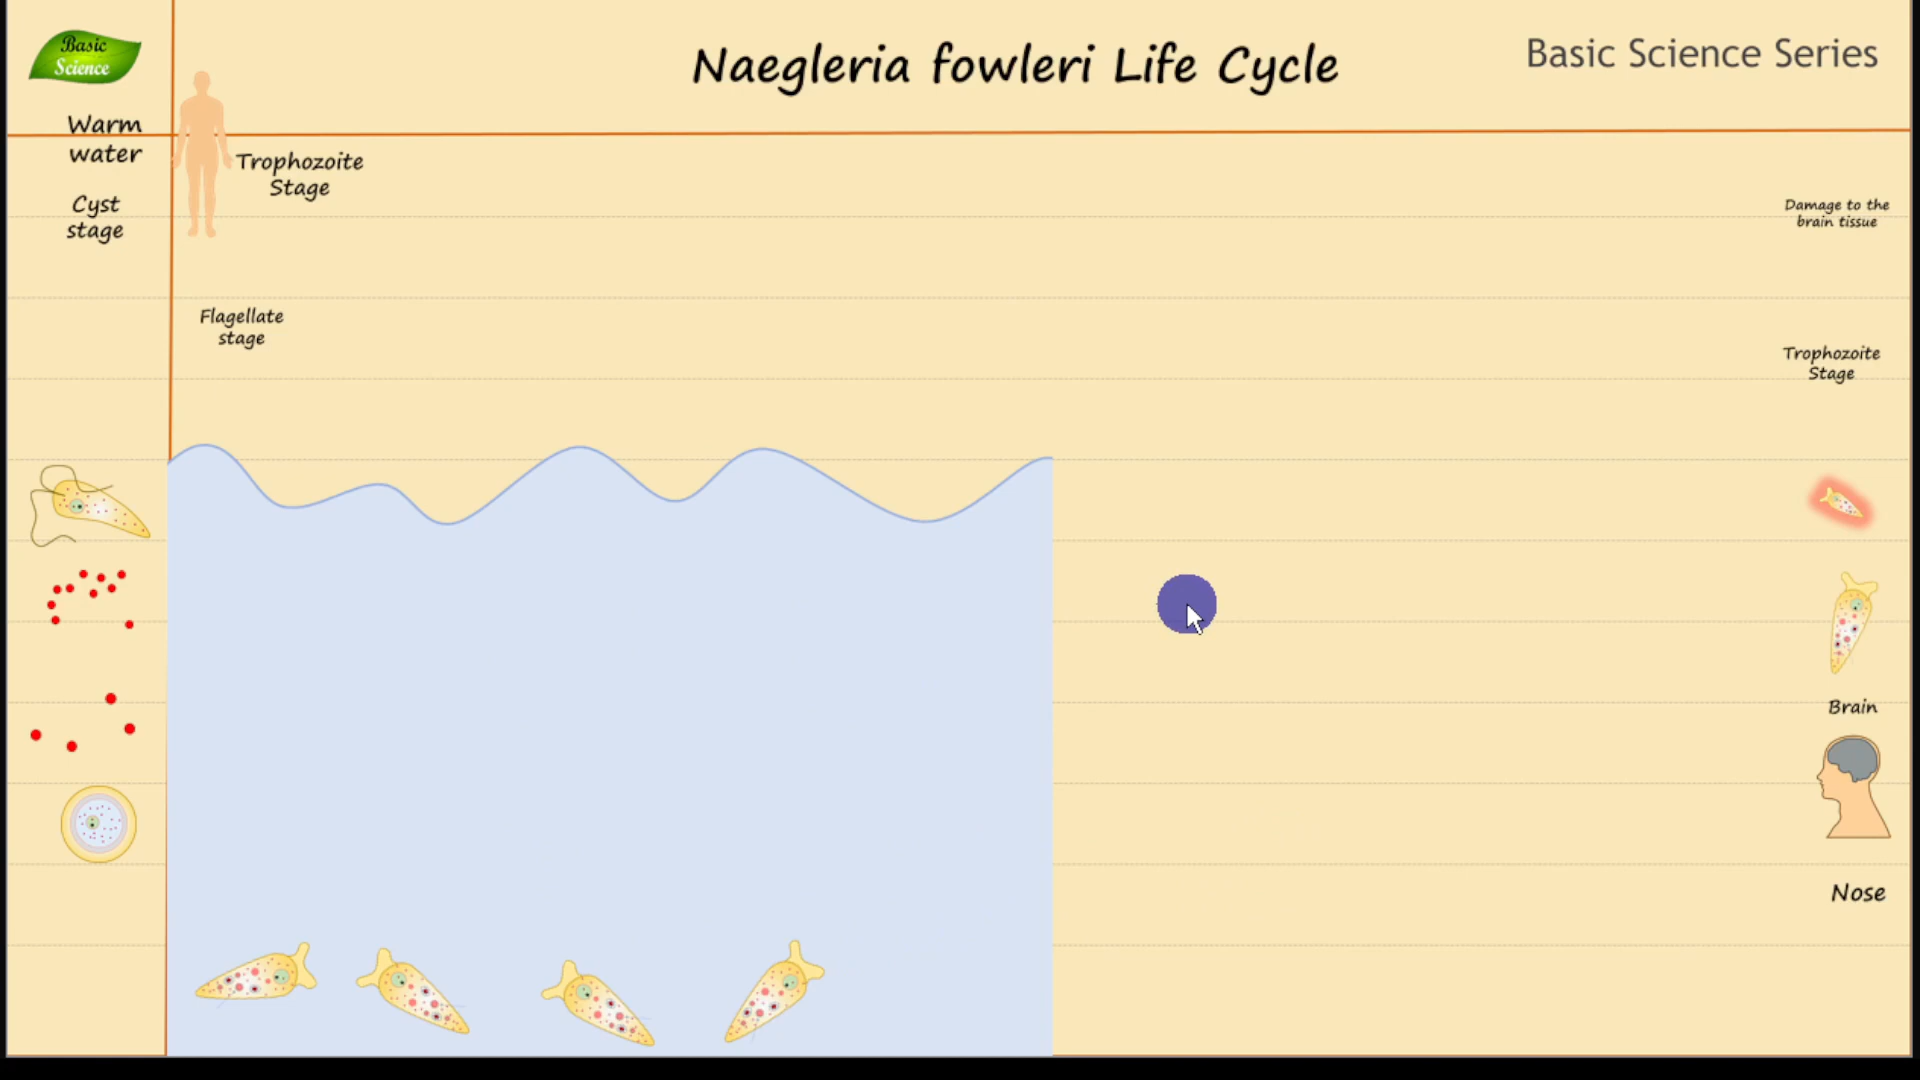 Basic
Science
Naegleria fowleri Life Cycle
Basic Science Series
Warm
water
Cyst
stage
Trophozoite
Stage
Flagellate
stage
Damage to the
brain tissue
Trophozoite
Stage
Brain
Nose